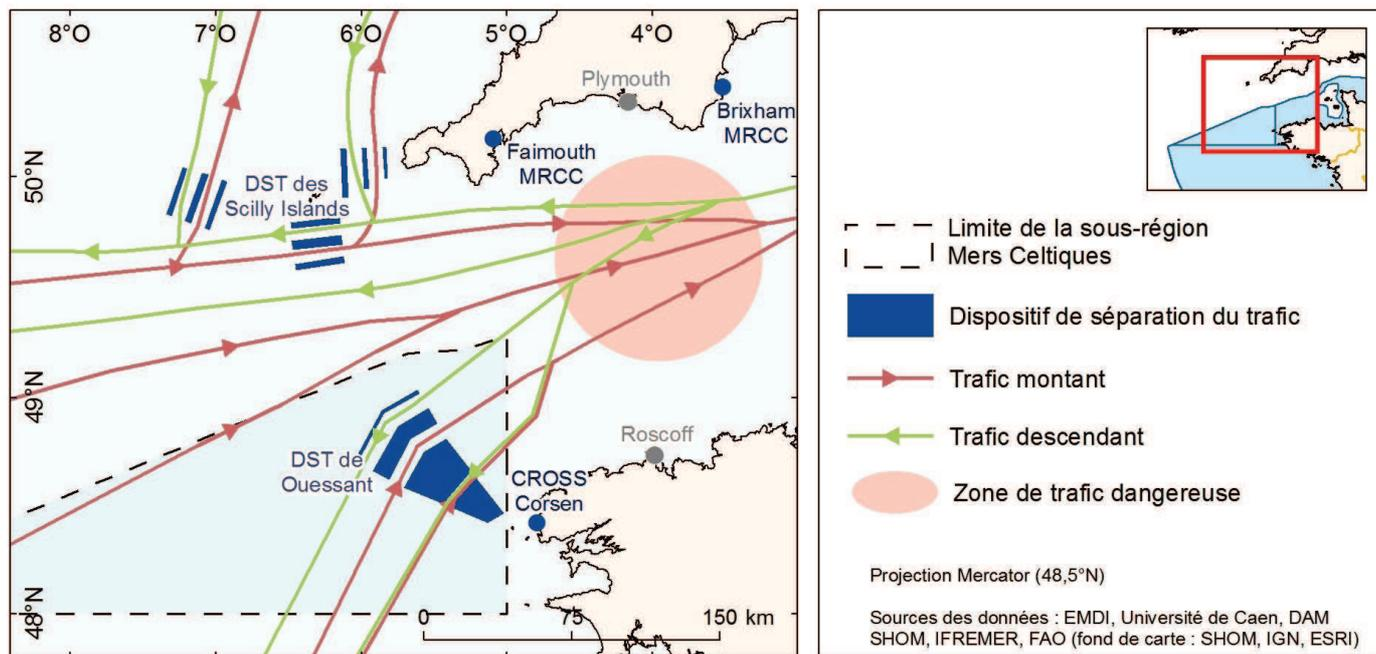 8°O 7°O 6°O 5°O 4°O
Plymouth
Brixham
MRCC
Faimouth
MRCC
50°N
DST des
Scilly Islands
49°N
Roscoff
DST de
Ouessant
CROSS
Corsen
48°N
0 75 150 km
Limite de la sous-région
Mers Celtiques
Dispositif de séparation du trafic
Trafic montant
Trafic descendant
Zone de trafic dangereuse
Projection Mercator (48,5°N)
Sources des données : EMDI, Université de Caen, DAM
SHOM, IFREMER, FAO (fond de carte : SHOM, IGN, ESRI)